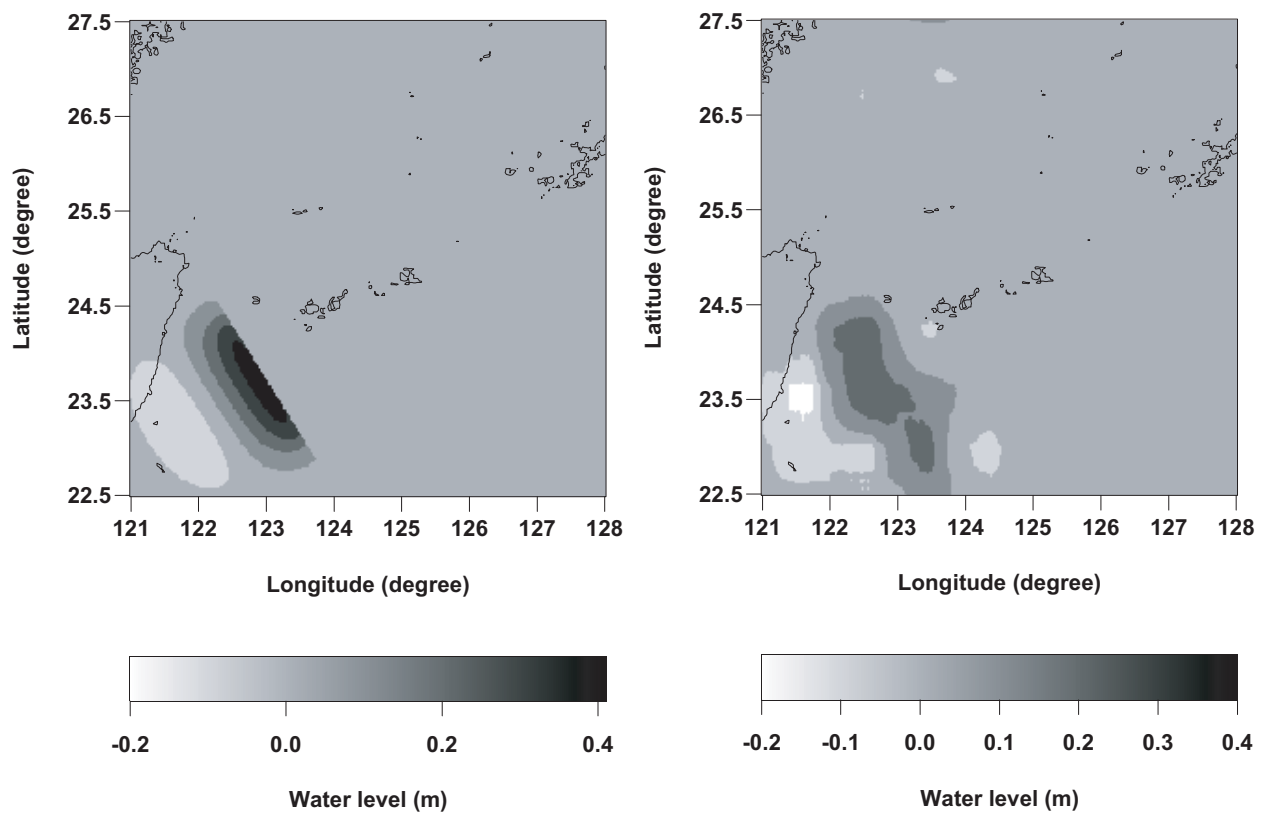 27.5
26.5
25.5
24.5
23.5
22.5
Latitude (degree)
121 122 123 124 125 126 127 128
Longitude (degree)
-0.2 0.0 0.2 0.4
Water level (m)
27.5
26.5
25.5
24.5
23.5
22.5
Latitude (degree)
121 122 123 124 125 126 127 128
Longitude (degree)
-0.2 -0.1 0.0 0.1 0.2 0.3 0.4
Water level (m)